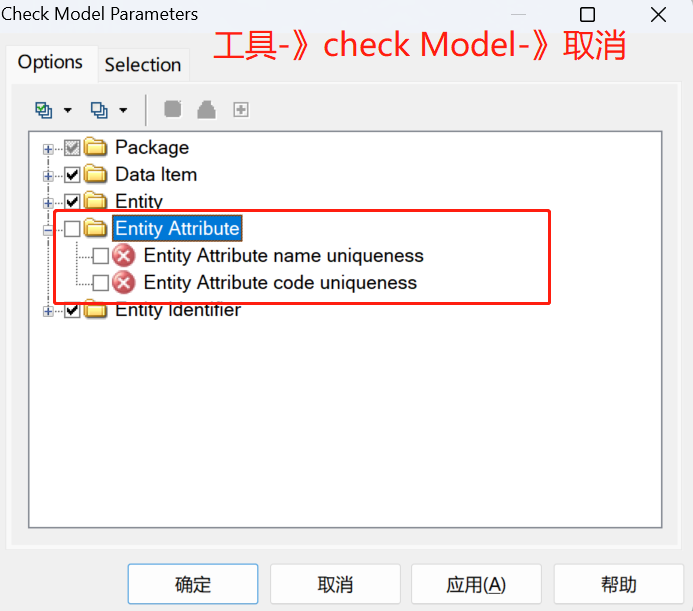 Check Model Parameters
工具-》check Model-》取消
Options
Selection
Package
Data Item
Entity
Entity Attribute
Entity Attribute name uniqueness
Entity Attribute code uniqueness
Entity Identifier
确定
取消
应用(A)
帮助